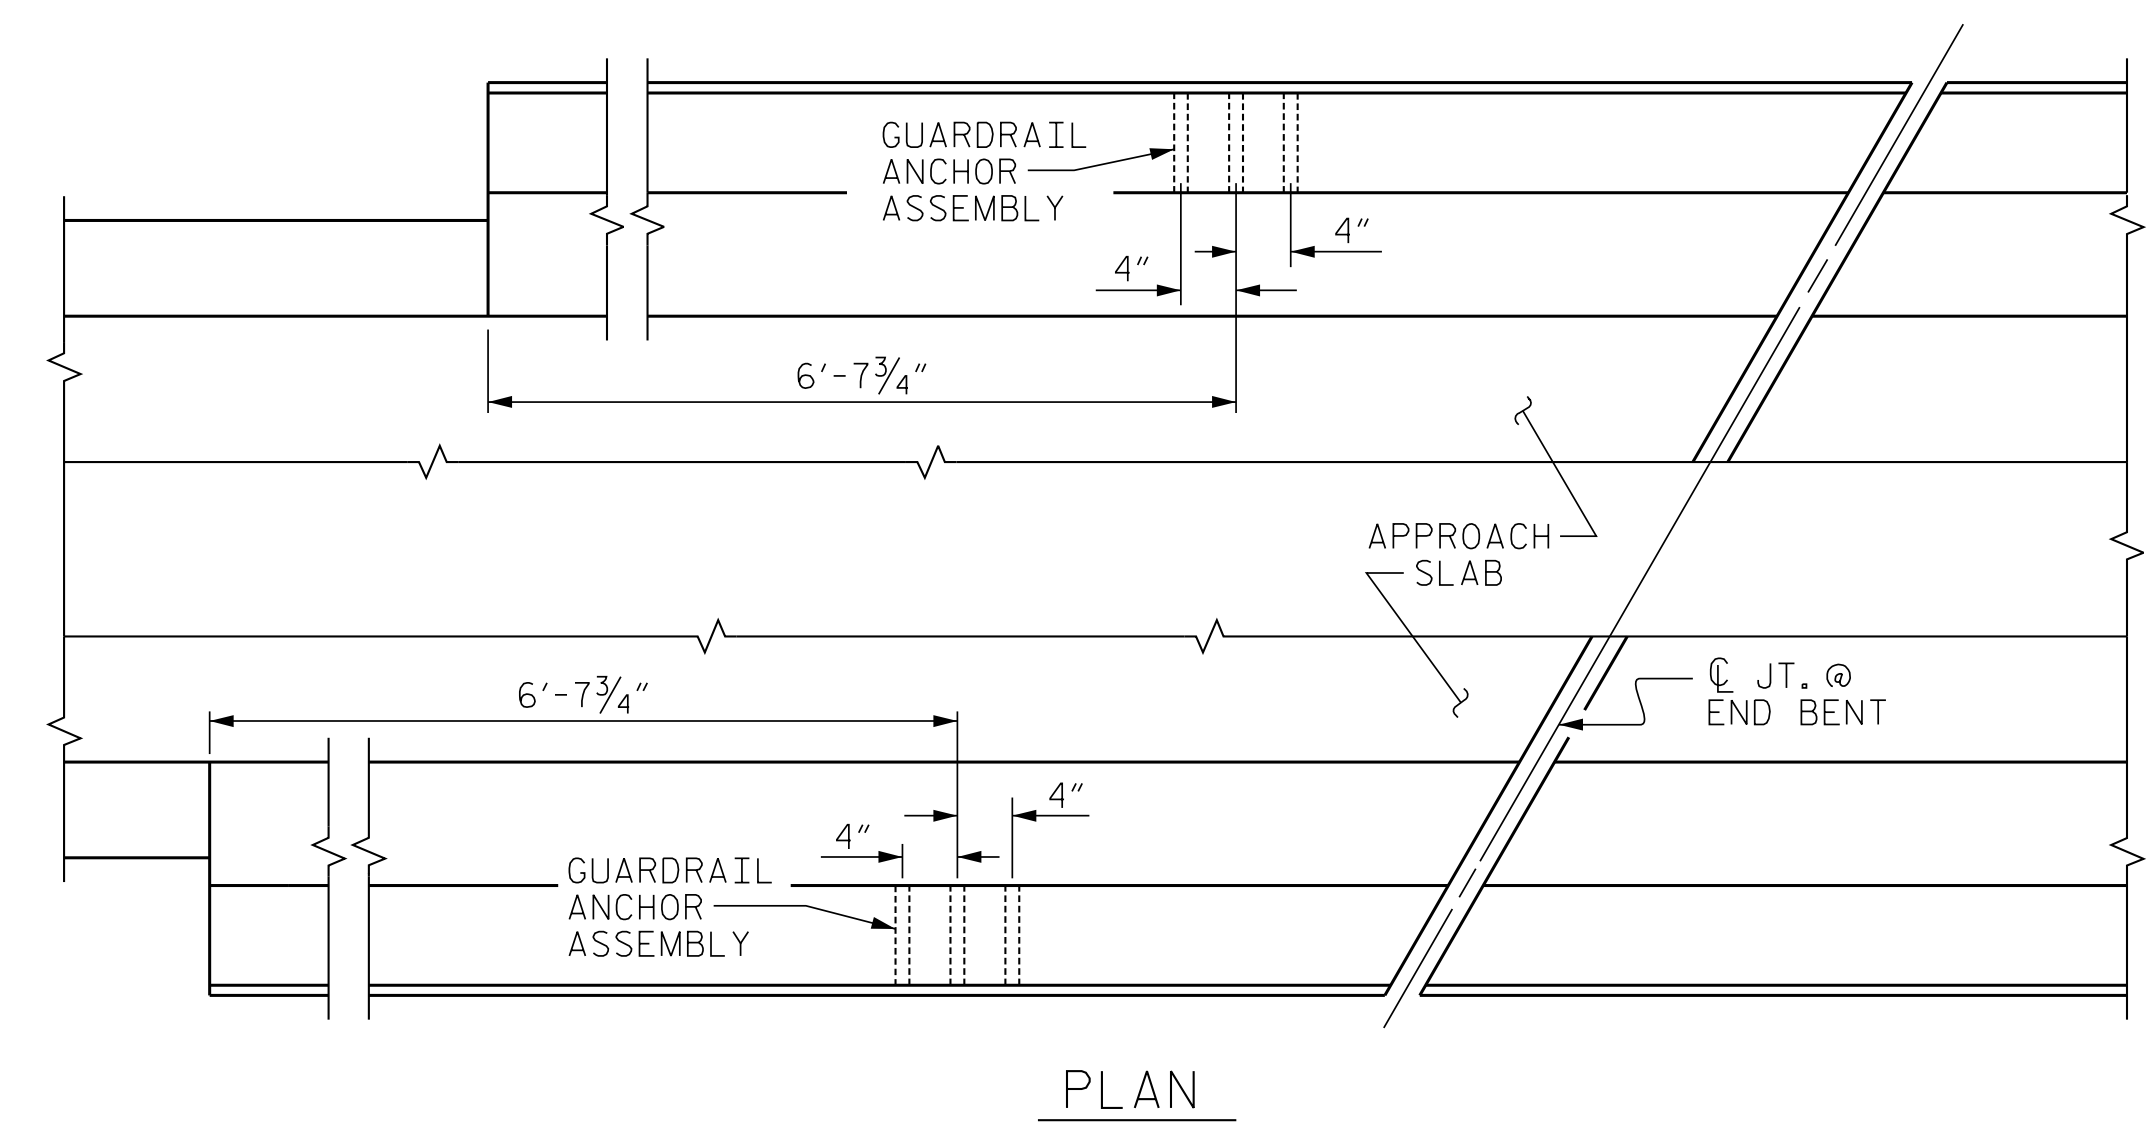 GUARDRAIL
ANCHOR
ASSEMBLY
4"
4"
6'-7¾"
APPROACH
SLAB
6'-7¾"
℄ JT. @
END BENT
4"
4"
GUARDRAIL
ANCHOR
ASSEMBLY
PLAN